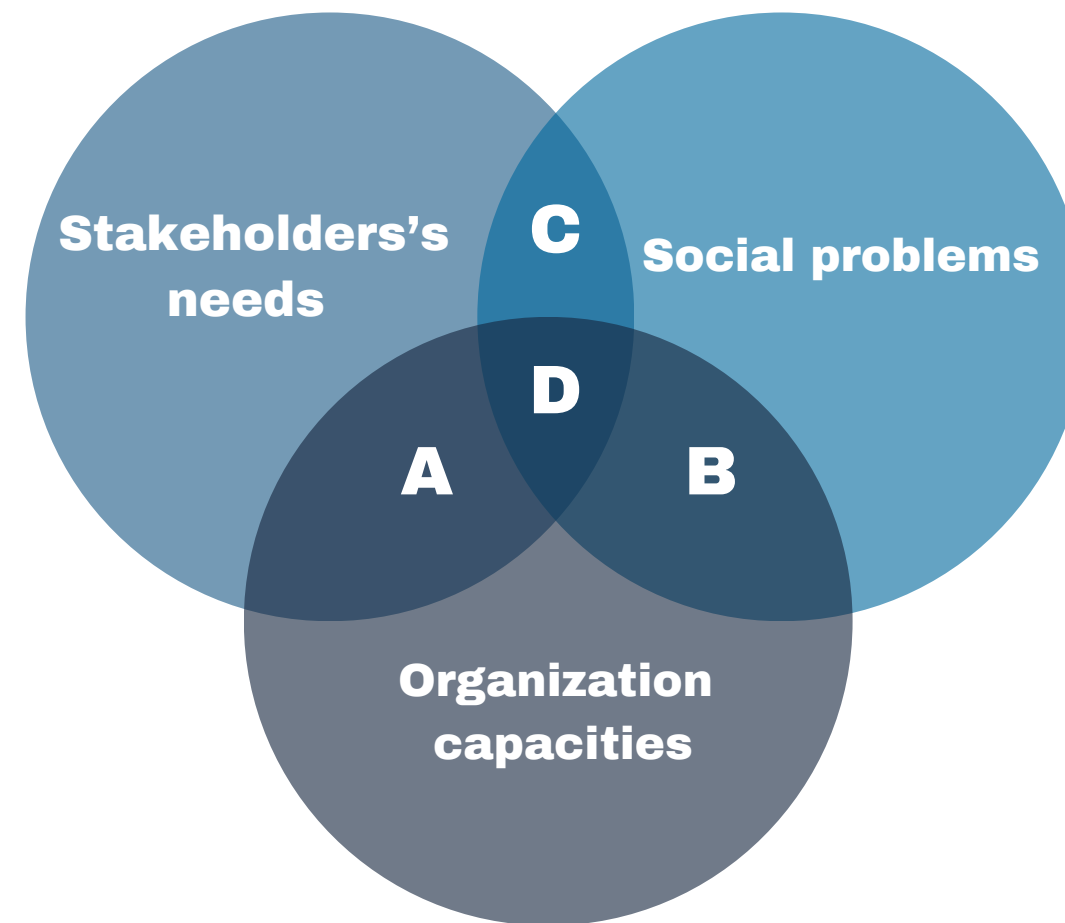 Stakeholders’s
needs
C
Social problems
D
A
B
Organization
capacities